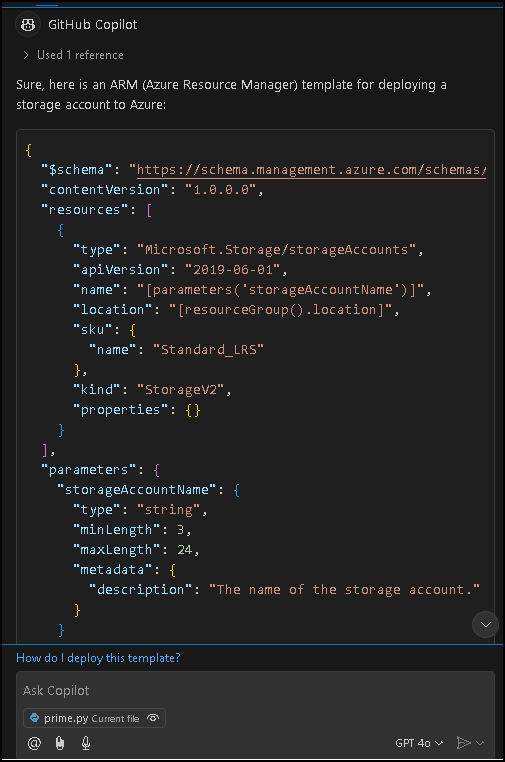 GitHub Copilot
Used 1 reference
Sure, here is an ARM (Azure Resource Manager) template for deploying a
storage account to Azure:
{
"$schema": "https://schema.management.azure.com/schemas/
"contentVersion": "1.0.0.0",
"resources": [
{
"type": "Microsoft.Storage/storageAccounts",
"apiVersion": "2019-06-01",
"name": "[parameters('storageAccountName')]",
"location": "[resourceGroup().location]",
"sku": {
"name": "Standard_LRS"
},
"kind": "StorageV2",
"properties": {}
}
],
"parameters": {
"storageAccountName": {
"type": "string",
"minLength": 3,
"maxLength": 24,
"metadata": {
"description": "The name of the storage account."
}
}
How do I deploy this template?
Ask Copilot
prime.py Current file
@ GPT 4o